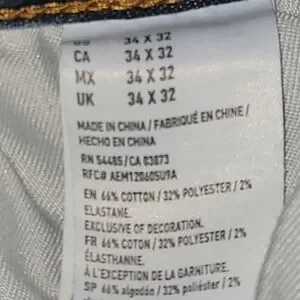 US 34 X 32
CA 34 X 32
MX 34 X 32
UK 34 X 32
MADE IN CHINA / FABRIQUÉ EN CHINE /
HECHO EN CHINA
RN 54485 / CA 03873
RFC# AEM120605U9A
EN 66% COTTON / 32% POLYESTER / 2%
ELASTANE.
EXCLUSIVE OF DECORATION.
FR 66% COTON / 32% POLYESTER / 2%
ÉLASTHANNE.
À L'EXCEPTION DE LA GARNITURE.
SP 66% algodón / 32% poliéster / 2%